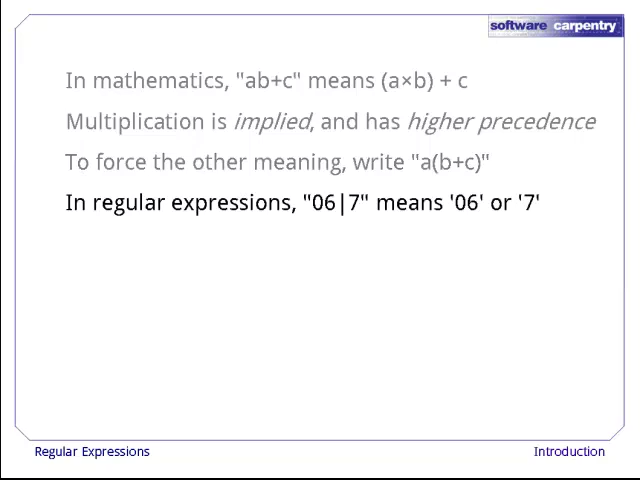 software carpentry
In mathematics, "ab+c" means (a×b) + c
Multiplication is implied, and has higher precedence
To force the other meaning, write "a(b+c)"
In regular expressions, "06|7" means '06' or '7'
Regular Expressions
Introduction